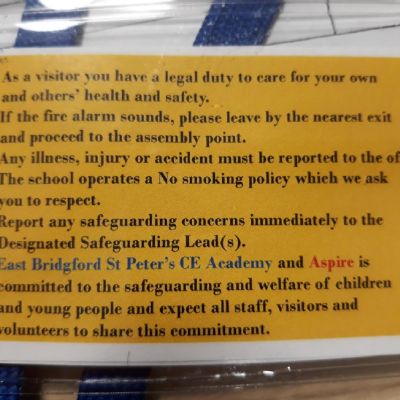 As a visitor you have a legal duty to care for your own
and others' health and safety.
If the fire alarm sounds, please leave by the nearest exit
and proceed to the assembly point.
Any illness, injury or accident must be reported to the of
The school operates a No smoking policy which we ask
you to respect.
Report any safeguarding concerns immediately to the
Designated Safeguarding Lead(s).
East Bridgford St Peter's CE Academy and Aspire is
committed to the safeguarding and welfare of children
and young people and expect all staff, visitors and
volunteers to share this commitment.